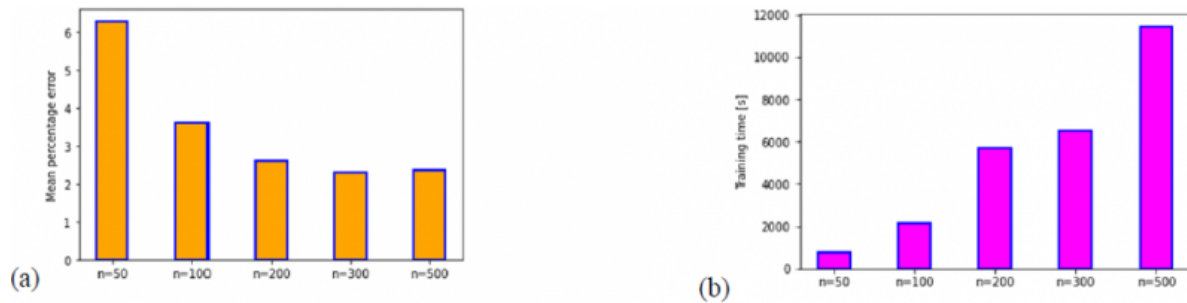 6
5
4
3
2
1
0
Mean percentage error
n=50 n=100 n=200 n=300 n=500
(a)
12000
10000
8000
6000
4000
2000
0
Training time [s]
n=50 n=100 n=200 n=300 n=500
(b)